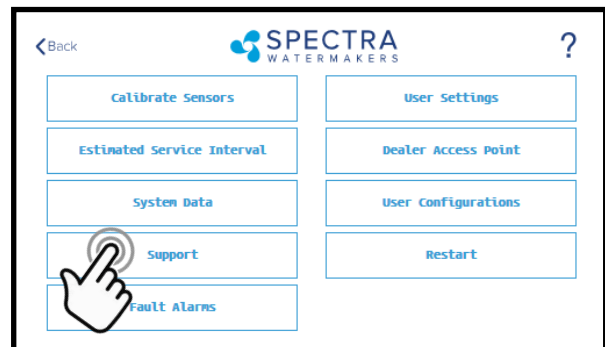 Back
SPECTRA
WATERMAKERS
?
Calibrate Sensors
User Settings
Estimated Service Interval
Dealer Access Point
System Data
User Configurations
Support
Restart
Fault Alarms